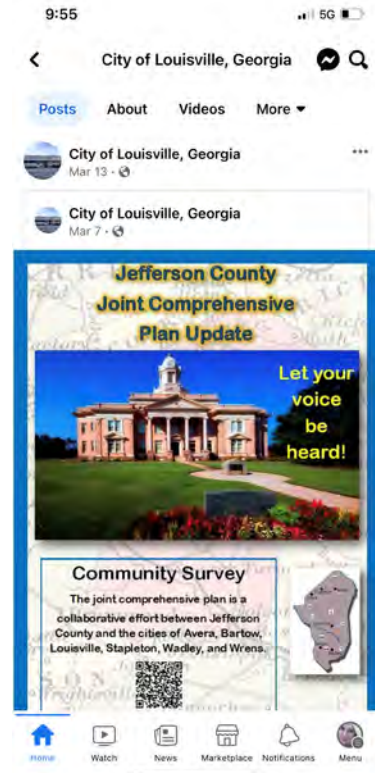 9:55
5G
City of Louisville, Georgia
Posts About Videos More
City of Louisville, Georgia
Mar 13 ·
City of Louisville, Georgia
Mar 7 ·
Jefferson County
Joint Comprehensive
Plan Update
Let your
voice
be
heard!
Community Survey
The joint comprehensive plan is a
collaborative effort between Jefferson
County and the cities of Avera, Bartow,
Louisville, Stapleton, Wadley, and Wrens.
Home Watch News Marketplace Notifications Menu